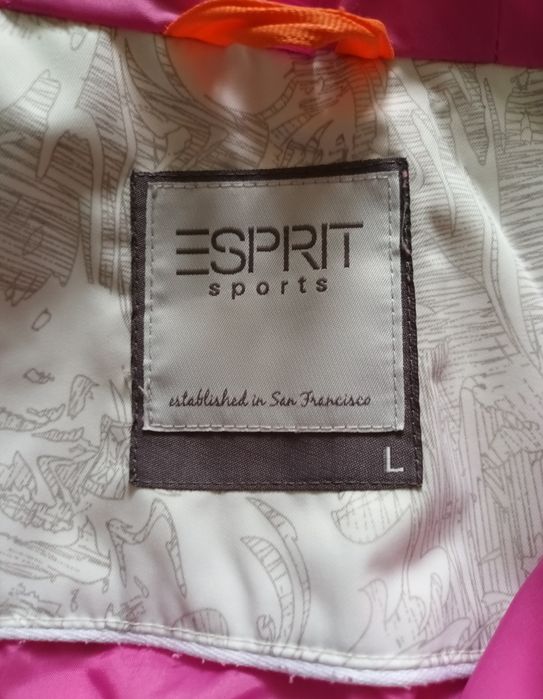 ESPRIT
sports
established in San Francisco
L